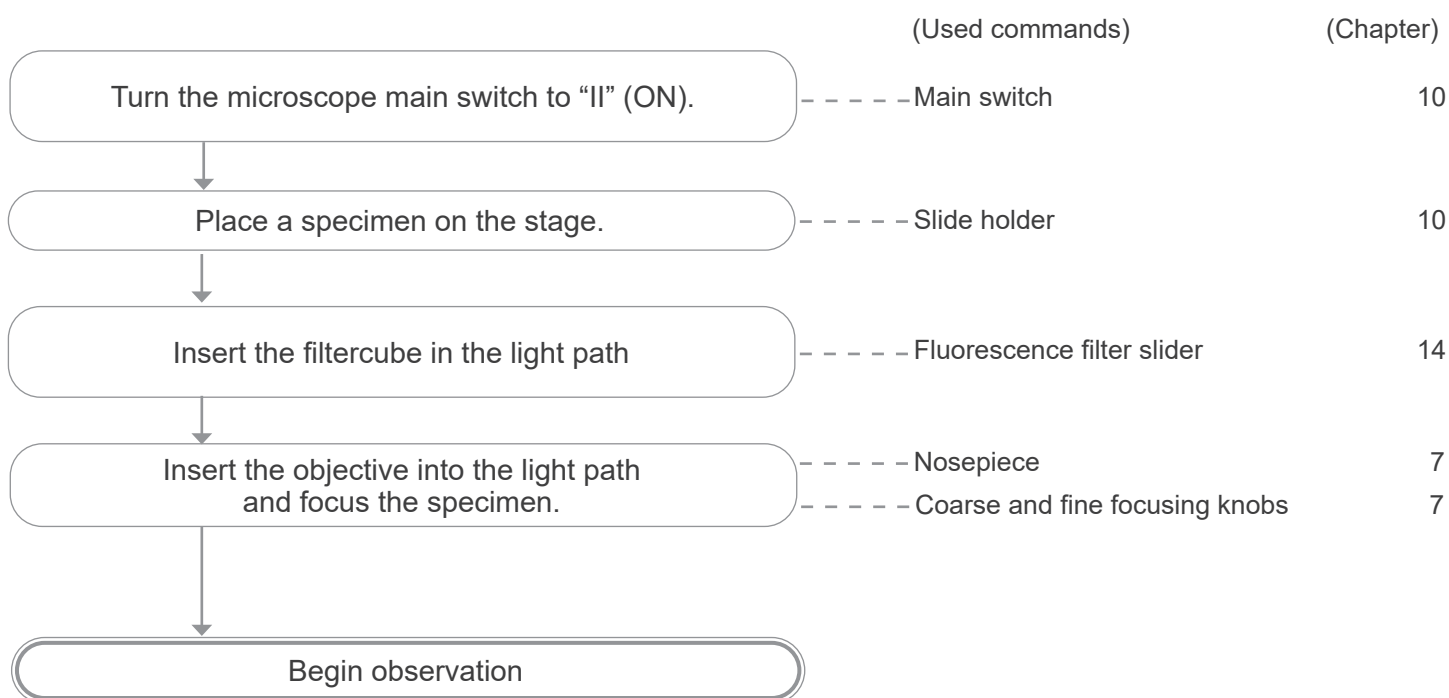 (Used commands) (Chapter)
Turn the microscope main switch to “II” (ON). Main switch 10
Place a specimen on the stage. Slide holder 10
Insert the filtercube in the light path Fluorescence filter slider 14
Insert the objective into the light path
and focus the specimen.
Nosepiece 7
Coarse and fine focusing knobs 7
Begin observation